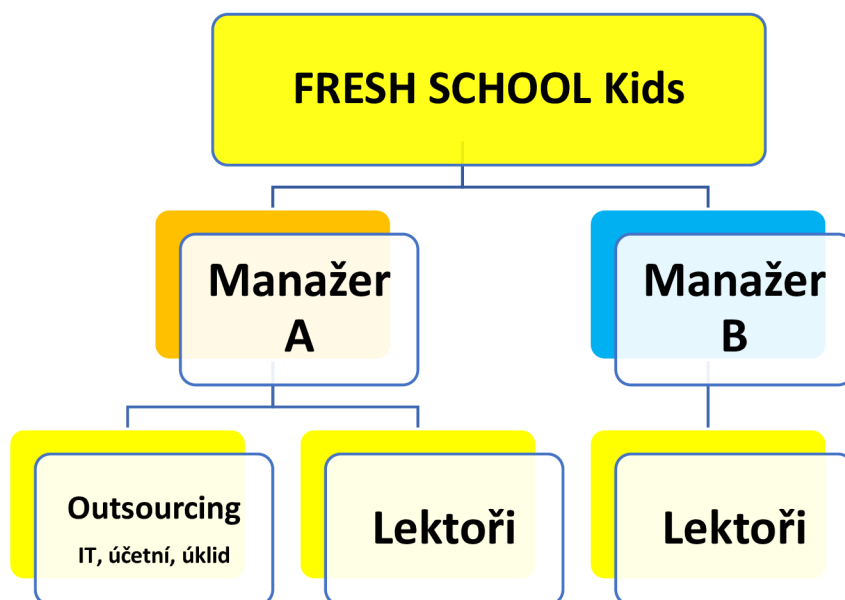 FRESH SCHOOL Kids
Manažer
A
Manažer
B
Outsourcing
IT, účetní, úklid
Lektoři
Lektoři